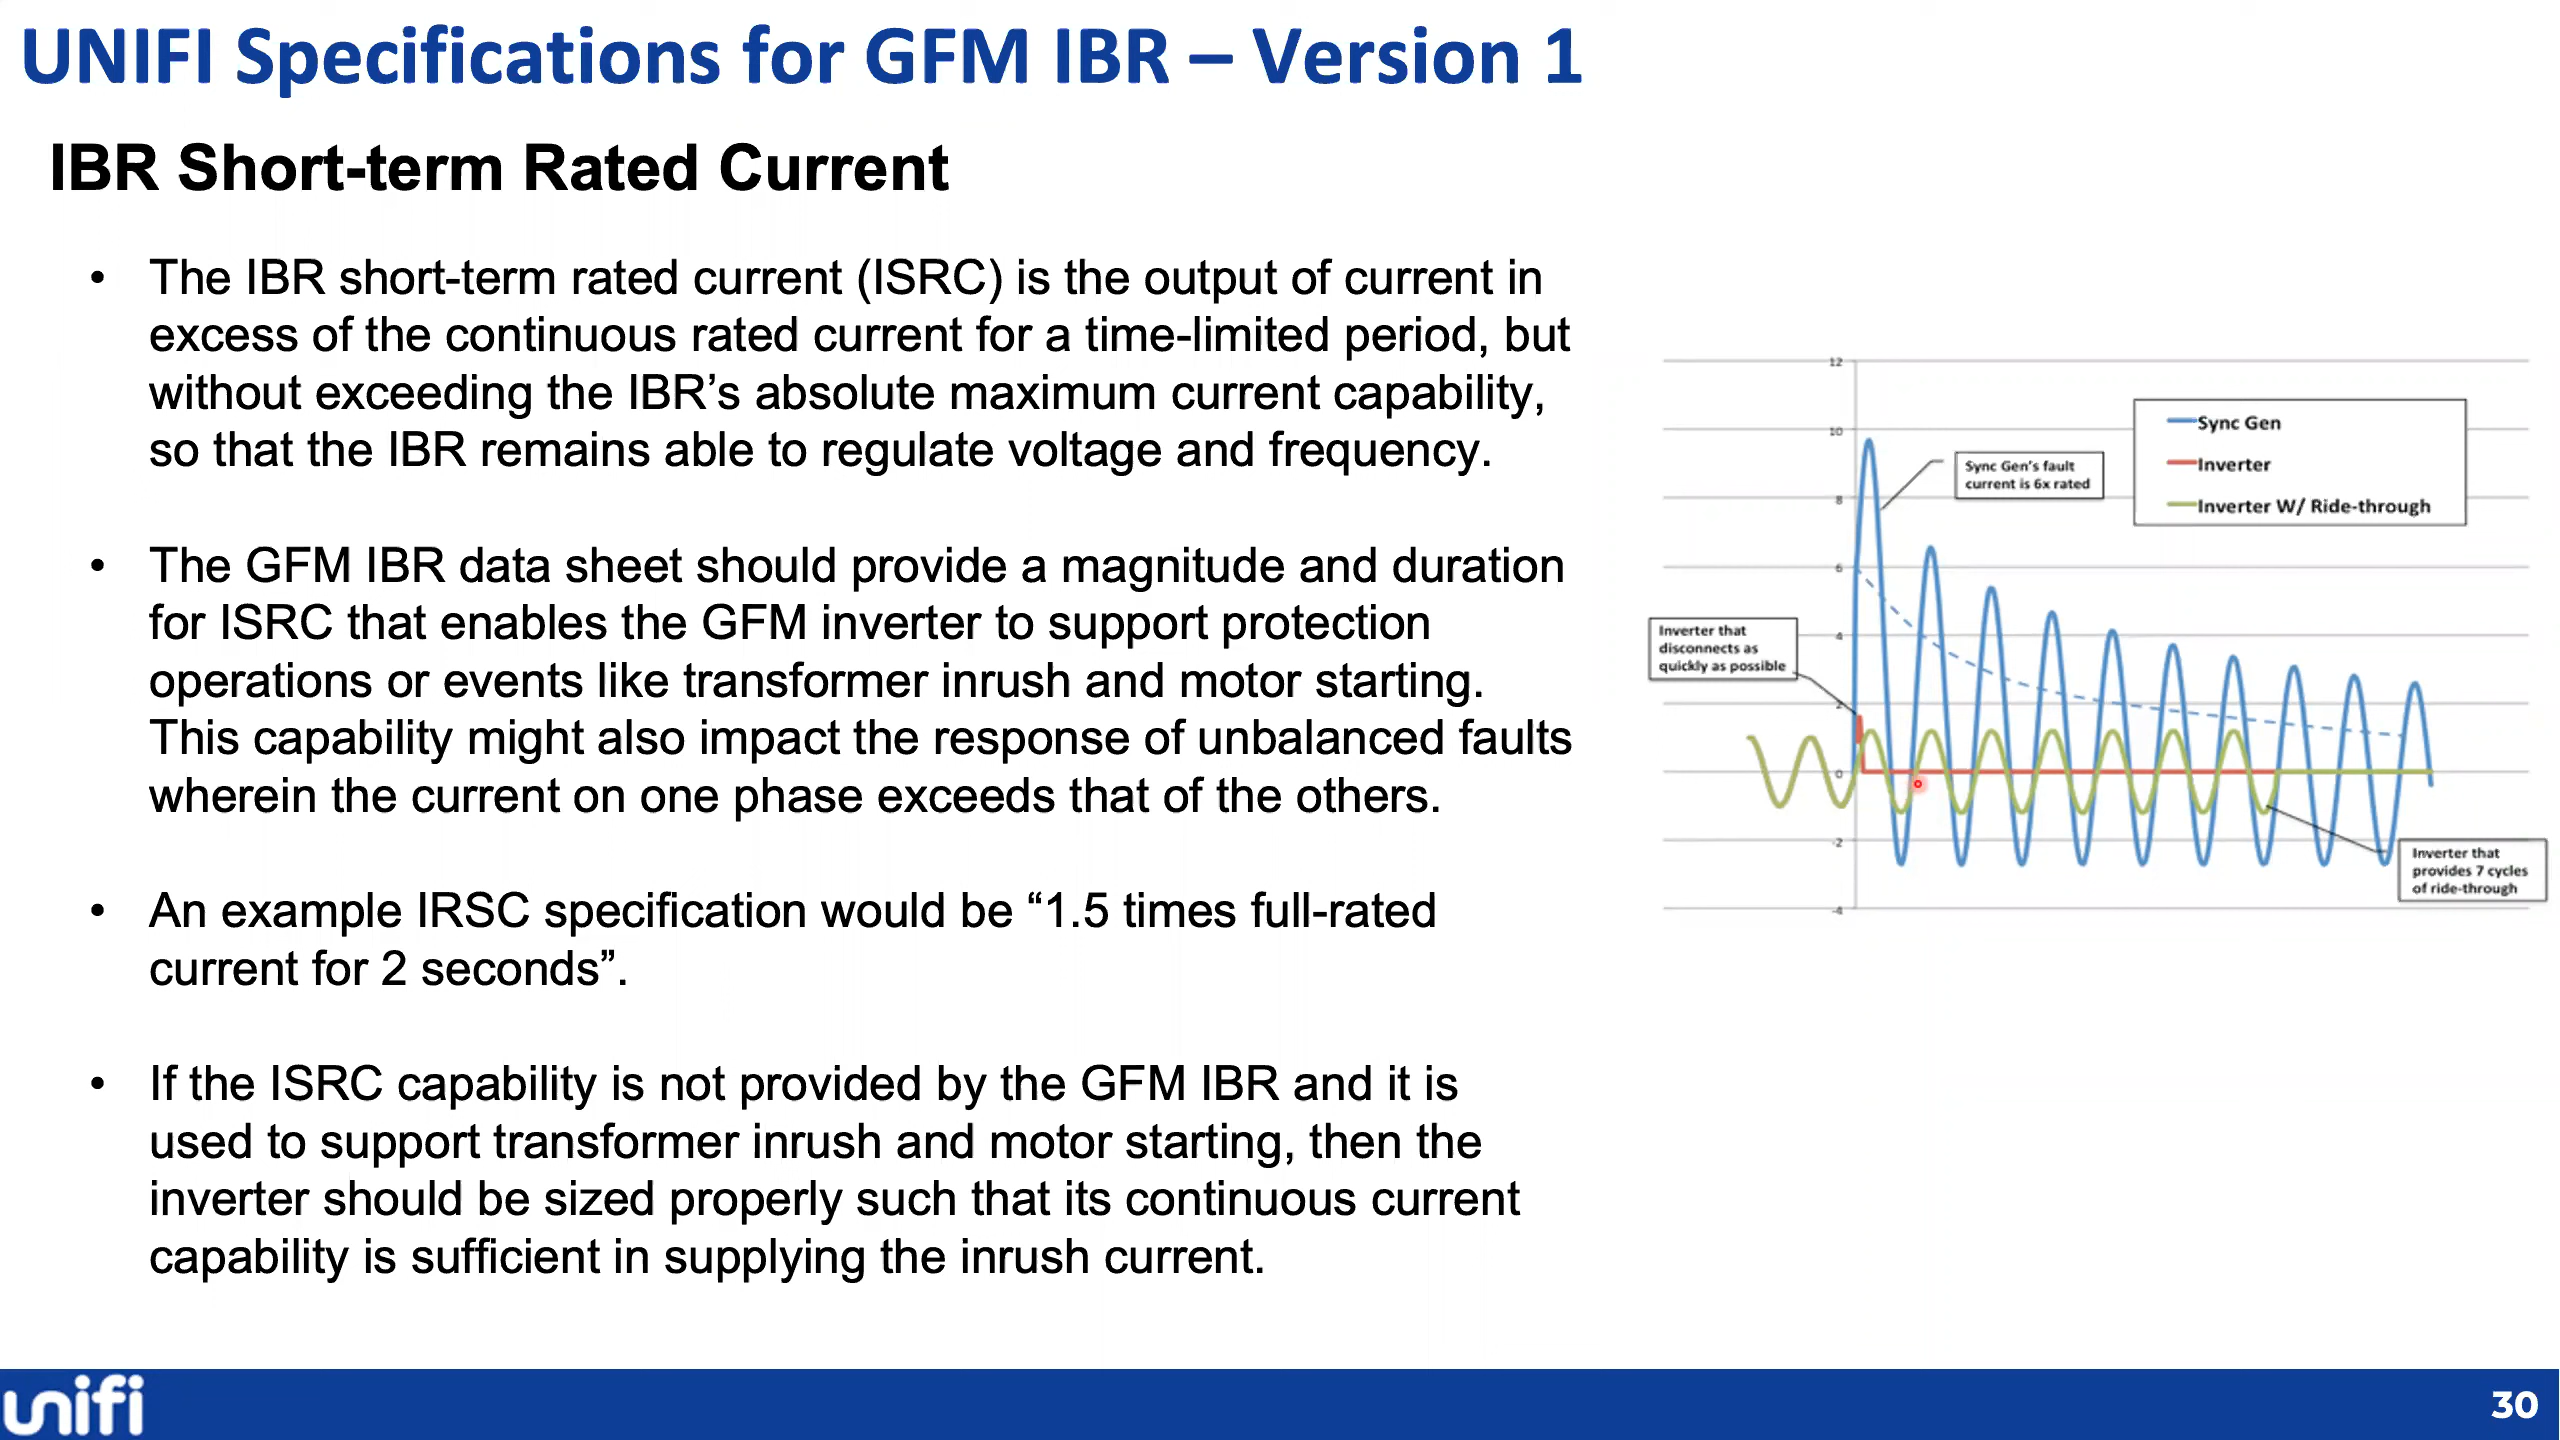 UNIFI Specifications for GFM IBR – Version 1
IBR Short-term Rated Current
• The IBR short-term rated current (ISRC) is the output of current in
excess of the continuous rated current for a time-limited period, but
without exceeding the IBR’s absolute maximum current capability,
so that the IBR remains able to regulate voltage and frequency.
• The GFM IBR data sheet should provide a magnitude and duration
for ISRC that enables the GFM inverter to support protection
operations or events like transformer inrush and motor starting.
This capability might also impact the response of unbalanced faults
wherein the current on one phase exceeds that of the others.
• An example IRSC specification would be “1.5 times full-rated
current for 2 seconds”.
• If the ISRC capability is not provided by the GFM IBR and it is
used to support transformer inrush and motor starting, then the
inverter should be sized properly such that its continuous current
capability is sufficient in supplying the inrush current.
12
10
8
6
4
2
0
-2
-4
Sync Gen
Inverter
Inverter W/ Ride-through
Sync Gen's fault
current is 6x rated
Inverter that
disconnects as
quickly as possible
Inverter that
provides 7 cycles
of ride-through
unifi
30